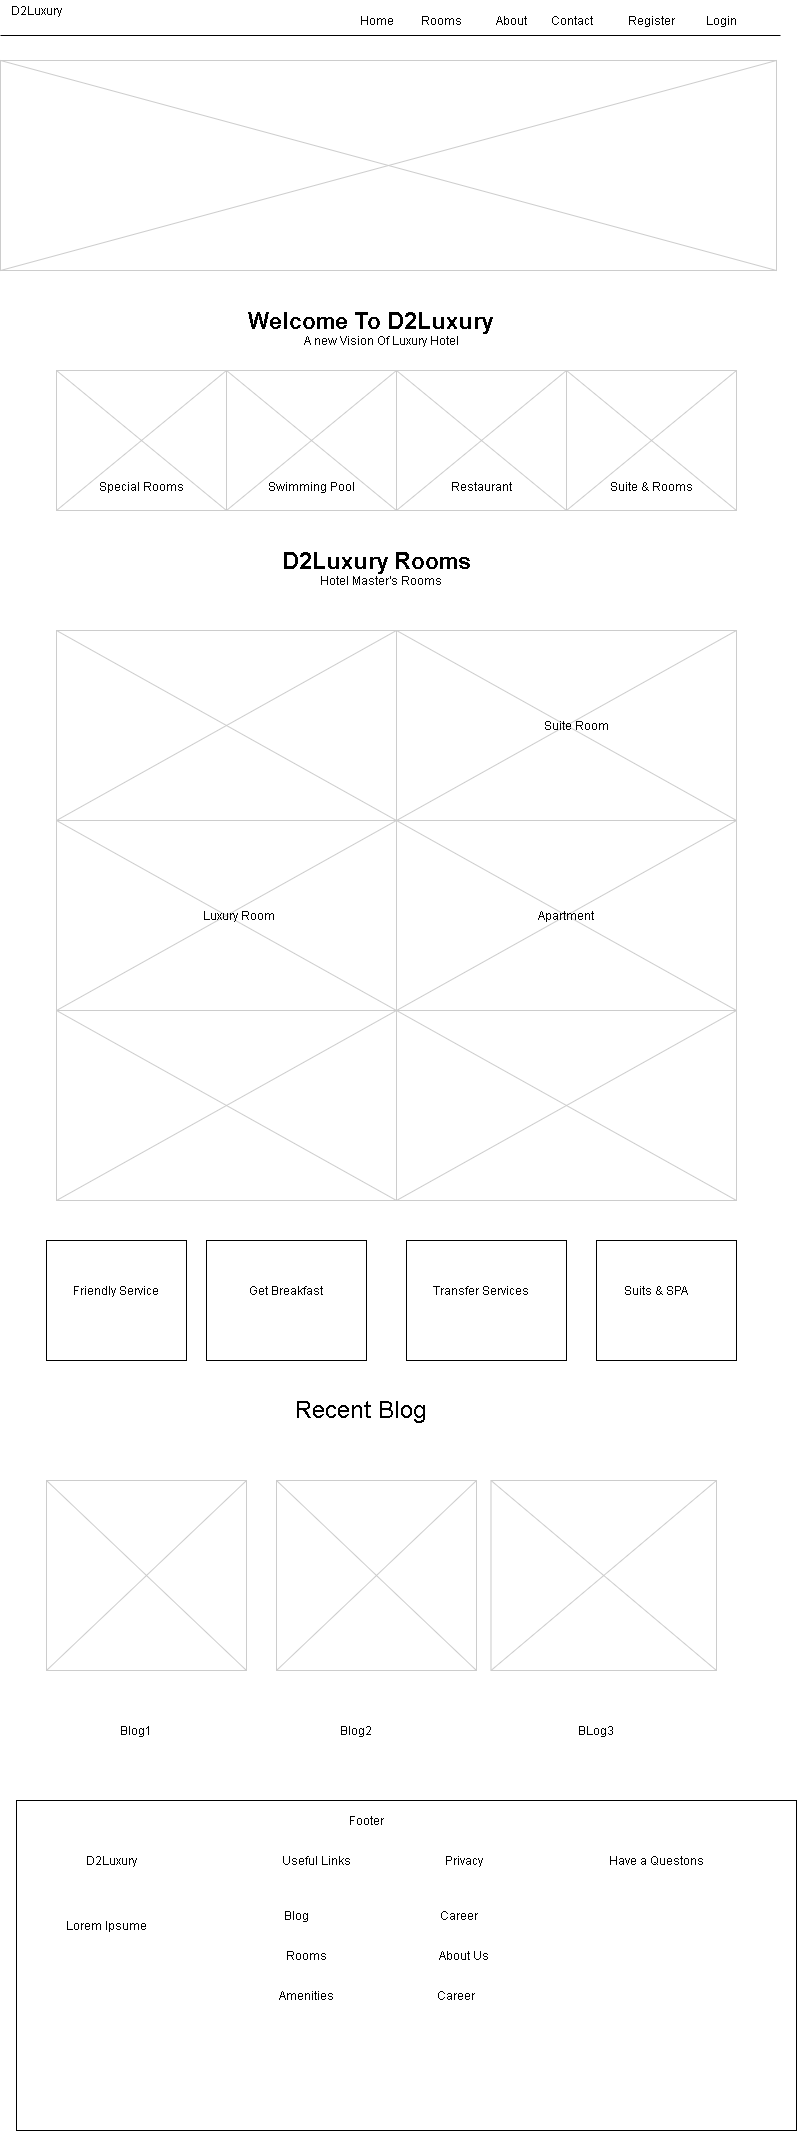 D2Luxury
Home Rooms About Contact Register Login
Welcome To D2Luxury
A new Vision Of Luxury Hotel
Special Rooms Swimming Pool Restaurant Suite & Rooms
D2Luxury Rooms
Hotel Master's Rooms
Suite Room
Luxury Room Apartment
Friendly Service Get Breakfast Transfer Services Suits & SPA
Recent Blog
Blog1 Blog2 BLog3
Footer
D2Luxury Useful Links Privacy Have a Questons
Blog Career
Lorem Ipsume
Rooms About Us
Amenities Career